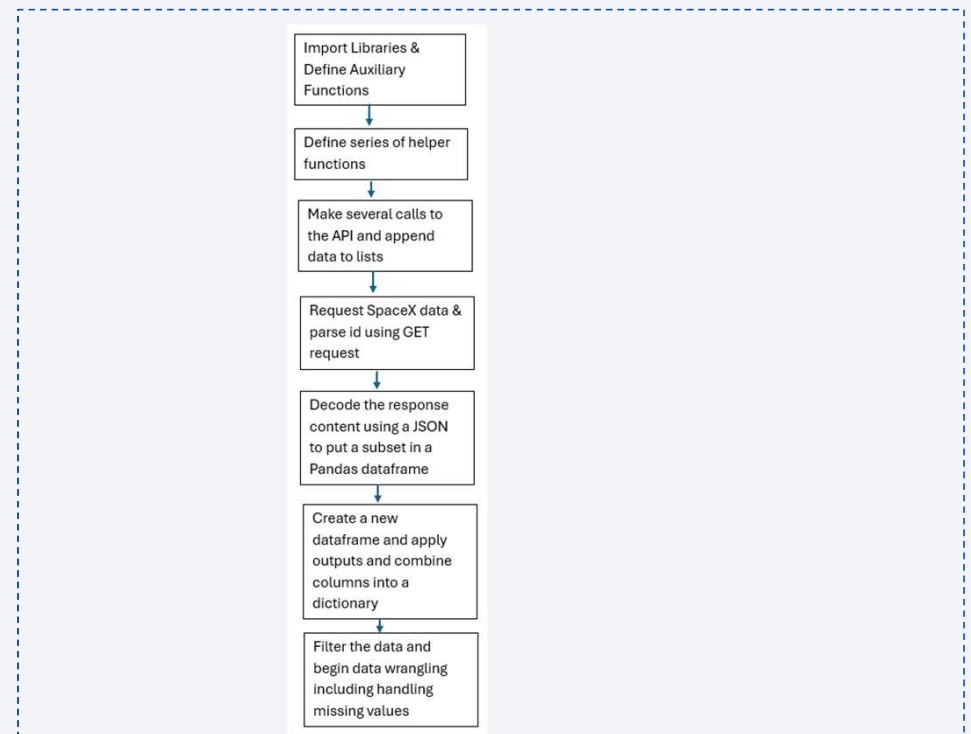 Import Libraries &
Define Auxiliary
Functions
Define series of helper
functions
Make several calls to
the API and append
data to lists
Request SpaceX data &
parse id using GET
request
Decode the response
content using a JSON
to put a subset in a
Pandas dataframe
Create a new
dataframe and apply
outputs and combine
columns into a
dictionary
Filter the data and
begin data wrangling
including handling
missing values